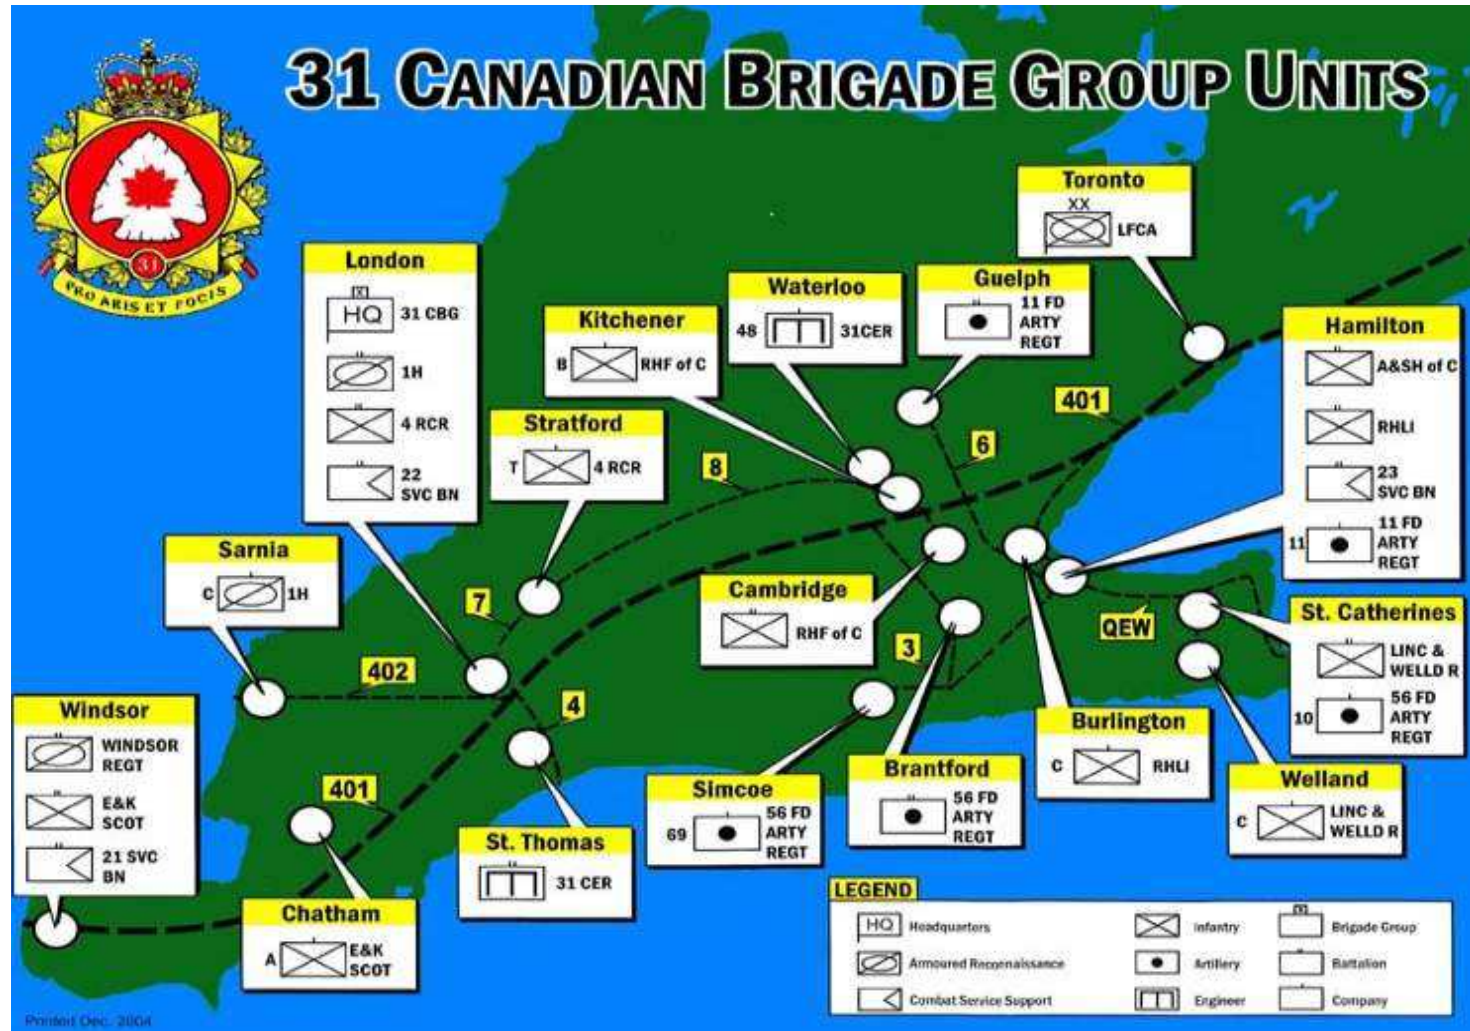 31 CANADIAN BRIGADE GROUP UNITS
31
PRO ARIS ET FOCIS
Toronto
XX
LFCA
London
X
HQ 31 CBG
1H
4 RCR
22
SVC BN
Kitchener
B RHF of C
Waterloo
48 31CER
Guelph
11 FD
ARTY
REGT
Hamilton
A&SH of C
RHLI
23
SVC BN
11 11 FD
ARTY
REGT
Stratford
T 4 RCR
Sarnia
C 1H
Cambridge
RHF of C
St. Catherines
LINC &
WELLD R
10 56 FD
ARTY
REGT
Windsor
WINDSOR
REGT
E&K
SCOT
21 SVC
BN
Chatham
A E&K
SCOT
St. Thomas
31 CER
Simcoe
69 56 FD
ARTY
REGT
Brantford
56 FD
ARTY
REGT
Burlington
C RHLI
Welland
C LINC &
WELLD R
401
6
8
7
402
4
3
QEW
401
LEGEND
HQ Headquarters
Armoured Reconnaissance
Combat Service Support
Infantry
Artillery
Engineer
X
Brigade Group
Battalion
Company
Printed Dec. 2004